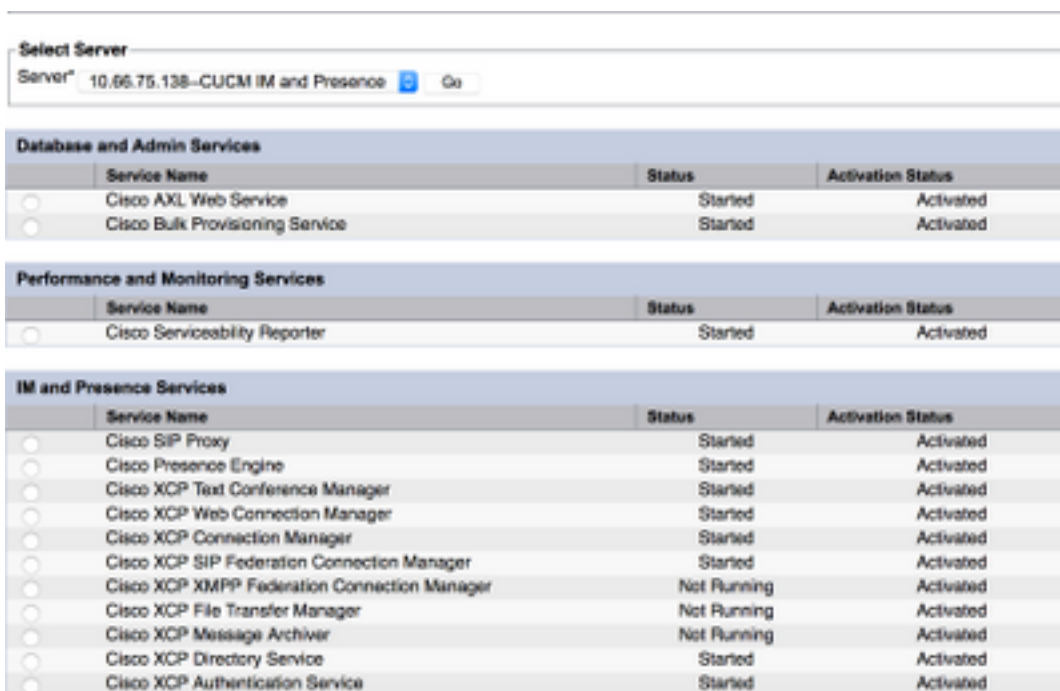 Select Server
Server* 10.66.75.138--CUCM IM and Presence Go
Database and Admin Services
Service Name Status Activation Status
Cisco AXL Web Service Started Activated
Cisco Bulk Provisioning Service Started Activated
Performance and Monitoring Services
Service Name Status Activation Status
Cisco Serviceability Reporter Started Activated
IM and Presence Services
Service Name Status Activation Status
Cisco SIP Proxy Started Activated
Cisco Presence Engine Started Activated
Cisco XCP Text Conference Manager Started Activated
Cisco XCP Web Connection Manager Started Activated
Cisco XCP Connection Manager Started Activated
Cisco XCP SIP Federation Connection Manager Started Activated
Cisco XCP XMPP Federation Connection Manager Not Running Activated
Cisco XCP File Transfer Manager Not Running Activated
Cisco XCP Message Archiver Not Running Activated
Cisco XCP Directory Service Started Activated
Cisco XCP Authentication Service Started Activated